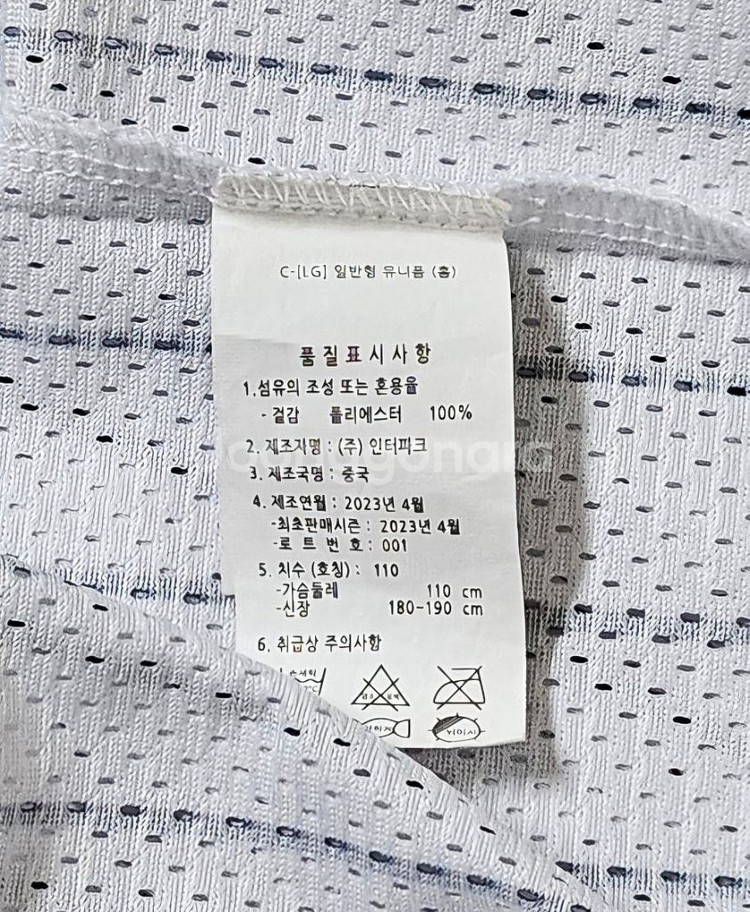 C-[LG] 일반형 유니폼 (홈)
품질표시사항
1.섬유의 조성 또는 혼용율
- 겉감 폴리에스터 100%
2. 제조자명 : (주) 인터파크
3. 제조국명 : 중국
4. 제조연월 : 2023년 4월
-최초판매시즌 : 2023년 4월
-로 트 번 호 : 001
5. 치수 (호칭) : 110
-가슴둘레 110 cm
-신장 180-190 cm
6. 취급상 주의사항